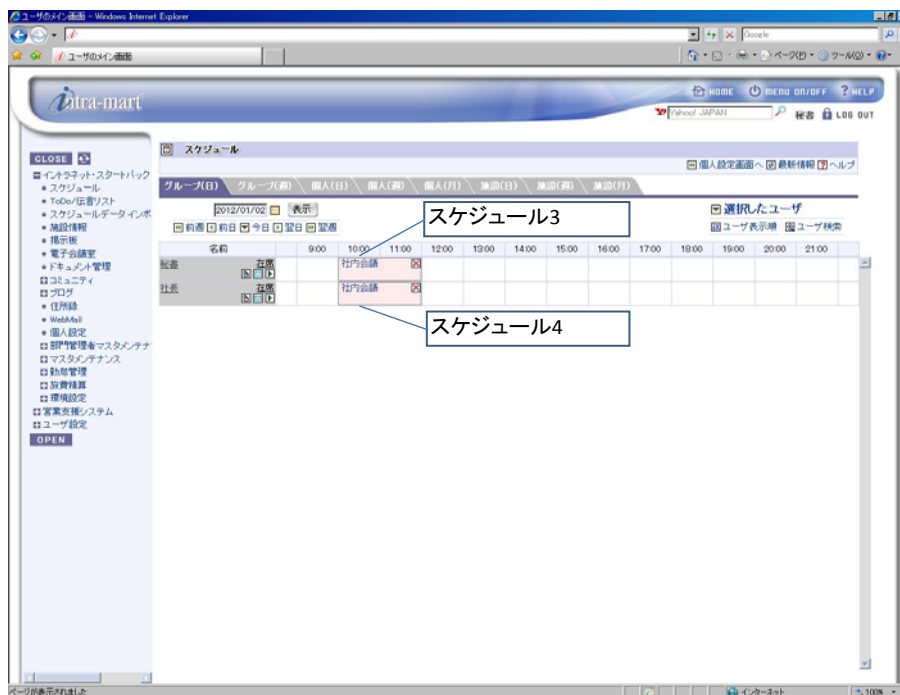 ユーザのメイン画面 - Windows Internet Explorer
Google
ユーザのメイン画面
ページ(P)
ツール(O)
intra-mart
HOME
MENU ON/OFF
HELP
Yahoo! JAPAN
秘書
LOG OUT
CLOSE
スケジュール
個人設定画面へ
最新情報
ヘルプ
イントラネット・スタートパック
スケジュール
ToDo/伝言リスト
スケジュールデータインポ
施設情報
掲示板
電子会議室
ドキュメント管理
コミュニティ
ブログ
住所録
WebMail
個人設定
部門管理者マスタメンテナ
マスタメンテナンス
勤怠管理
旅費精算
環境設定
営業支援システム
ユーザ設定
OPEN
グループ(日)
グループ(週)
個人(日)
個人(週)
個人(月)
施設(日)
施設(週)
施設(月)
2012/01/02
表示
選択したユーザ
前週
前日
今日
翌日
翌週
ユーザ表示順
ユーザ検索
名前 9:00 10:00 11:00 12:00 13:00 14:00 15:00 16:00 17:00 18:00 19:00 20:00 21:00
秘書 在席 社内会議
社長 在席 社内会議
スケジュール3
スケジュール4
ページが表示されました
インターネット
100%